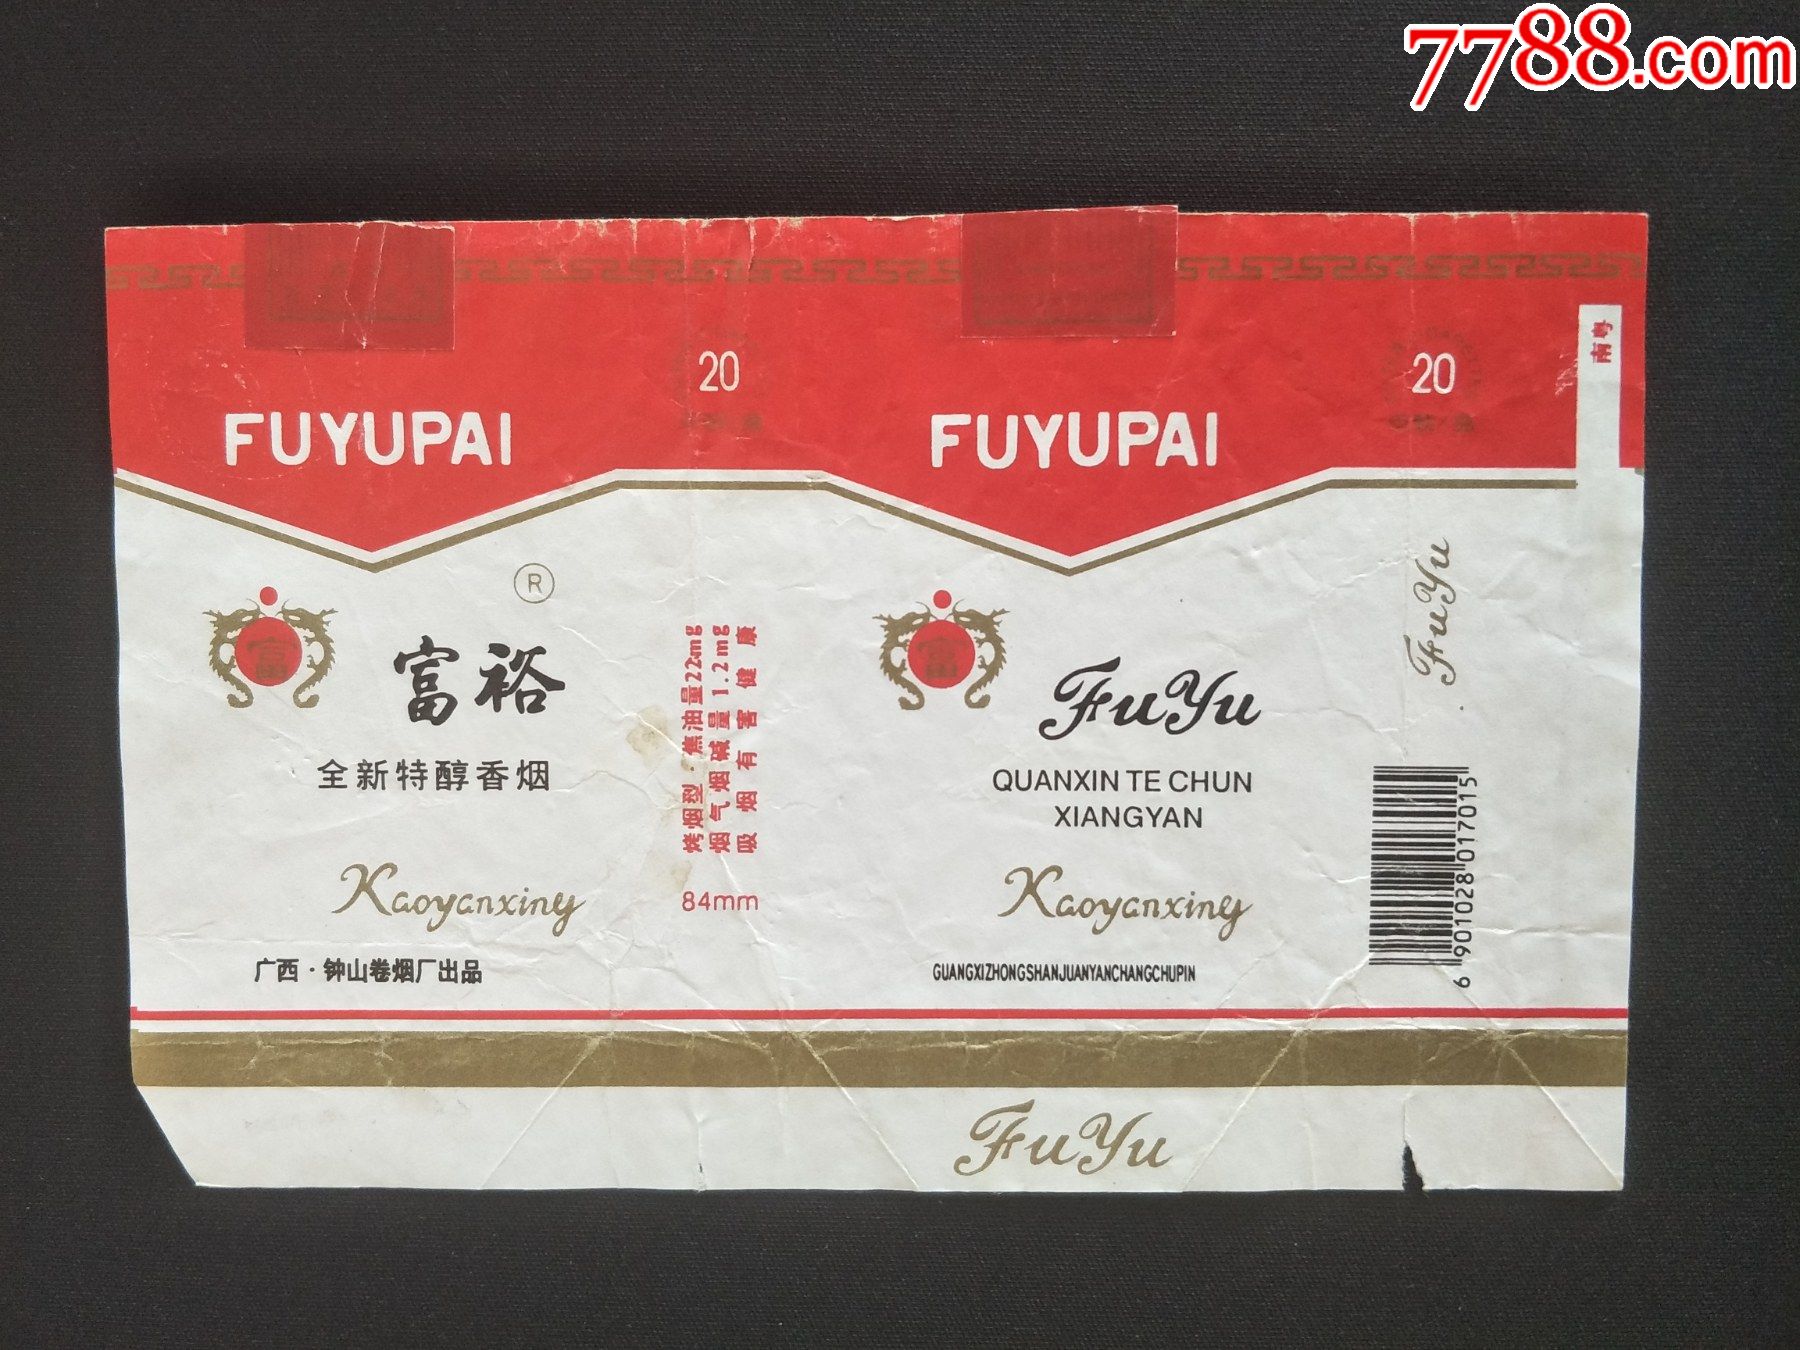 7788.com
20
20
FUYUPAI
FUYUPAI
南粤
®
富
富裕
全新特醇香烟
Kaoyanxing
广西·钟山卷烟厂出品
烤烟型·焦油量22mg
烟气烟碱量1.2mg
吸烟有害健康
84mm
富
FuYu
QUANXIN TE CHUN
XIANGYAN
Kaoyanxing
GUANGXIZHONGSHANJUANYANCHANGCHUPIN
FuYu
6 901028 017015
FuYu